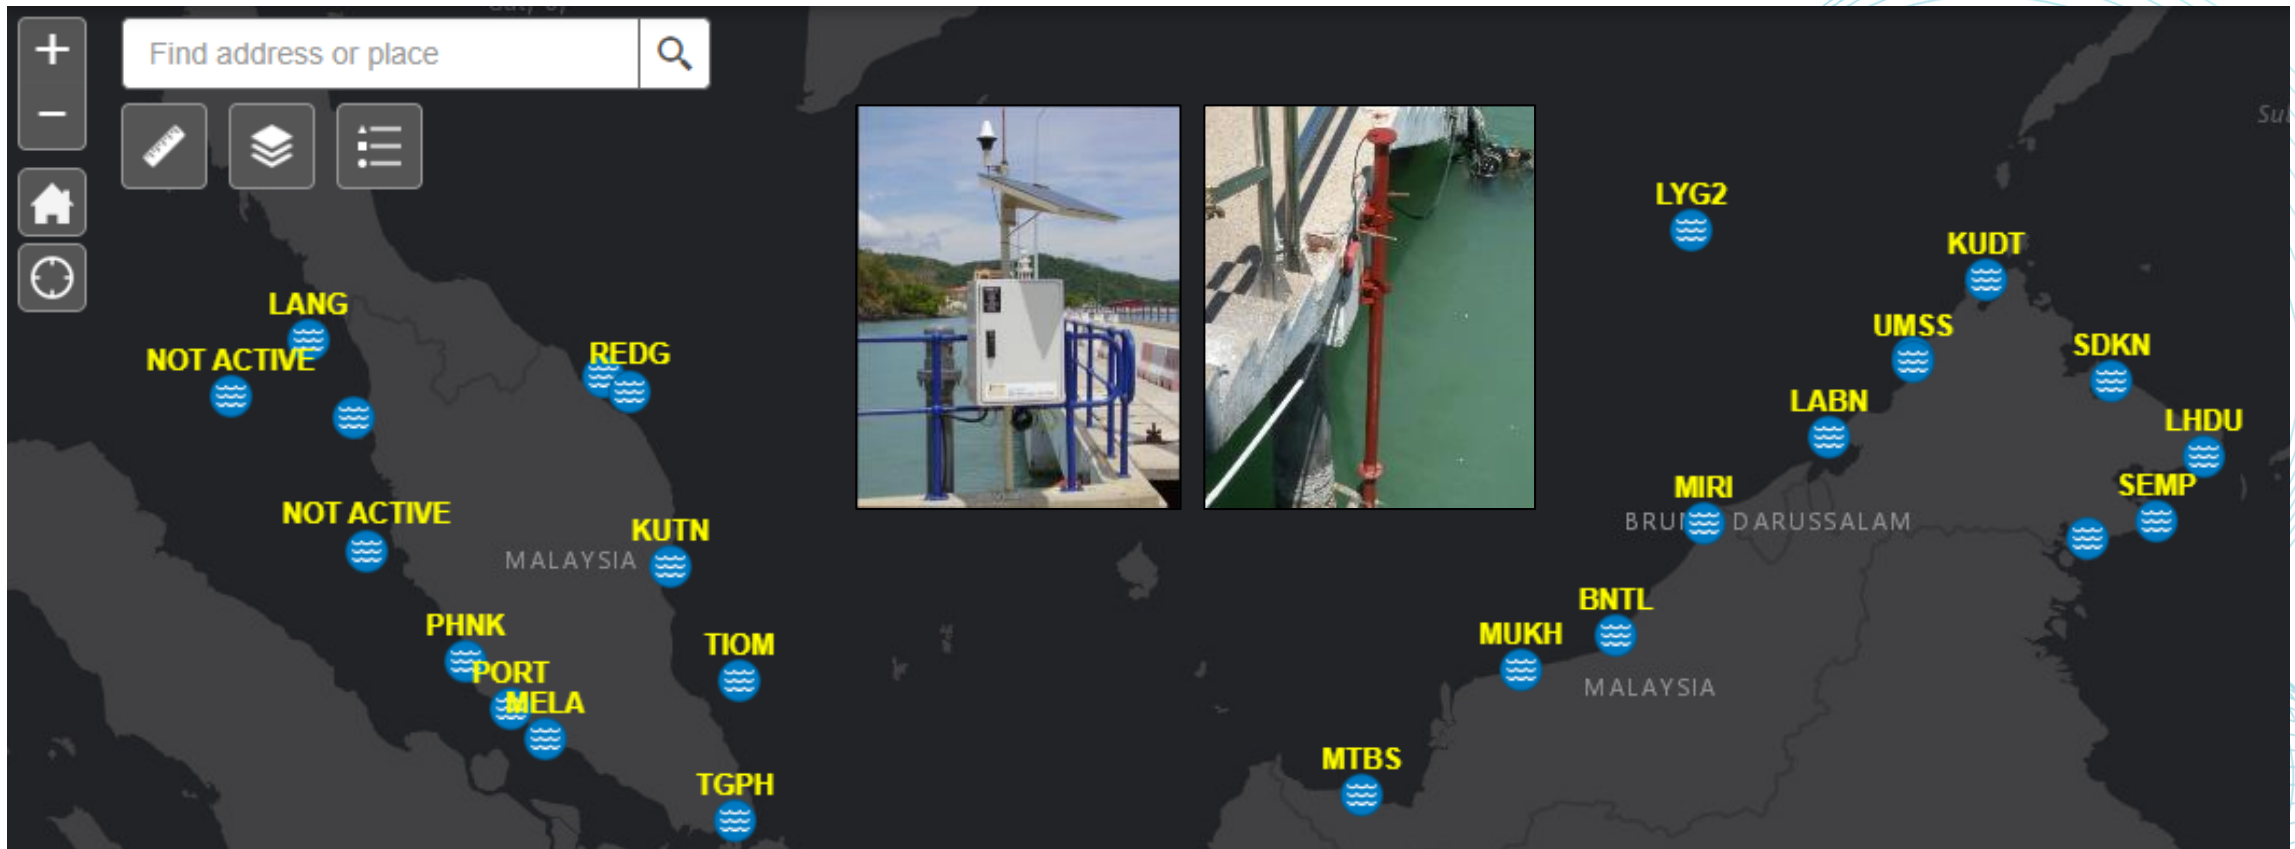 Find address or place
LANG
NOT ACTIVE
REDG
NOT ACTIVE
KUTN
MALAYSIA
PHNK
PORT
MELA
TIOM
TGPH
LYG2
KUDT
UMSS
SDKN
LABN
LHDU
MIRI
SEMP
DARUSSALAM
BNTL
MUKH
MALAYSIA
MTBS